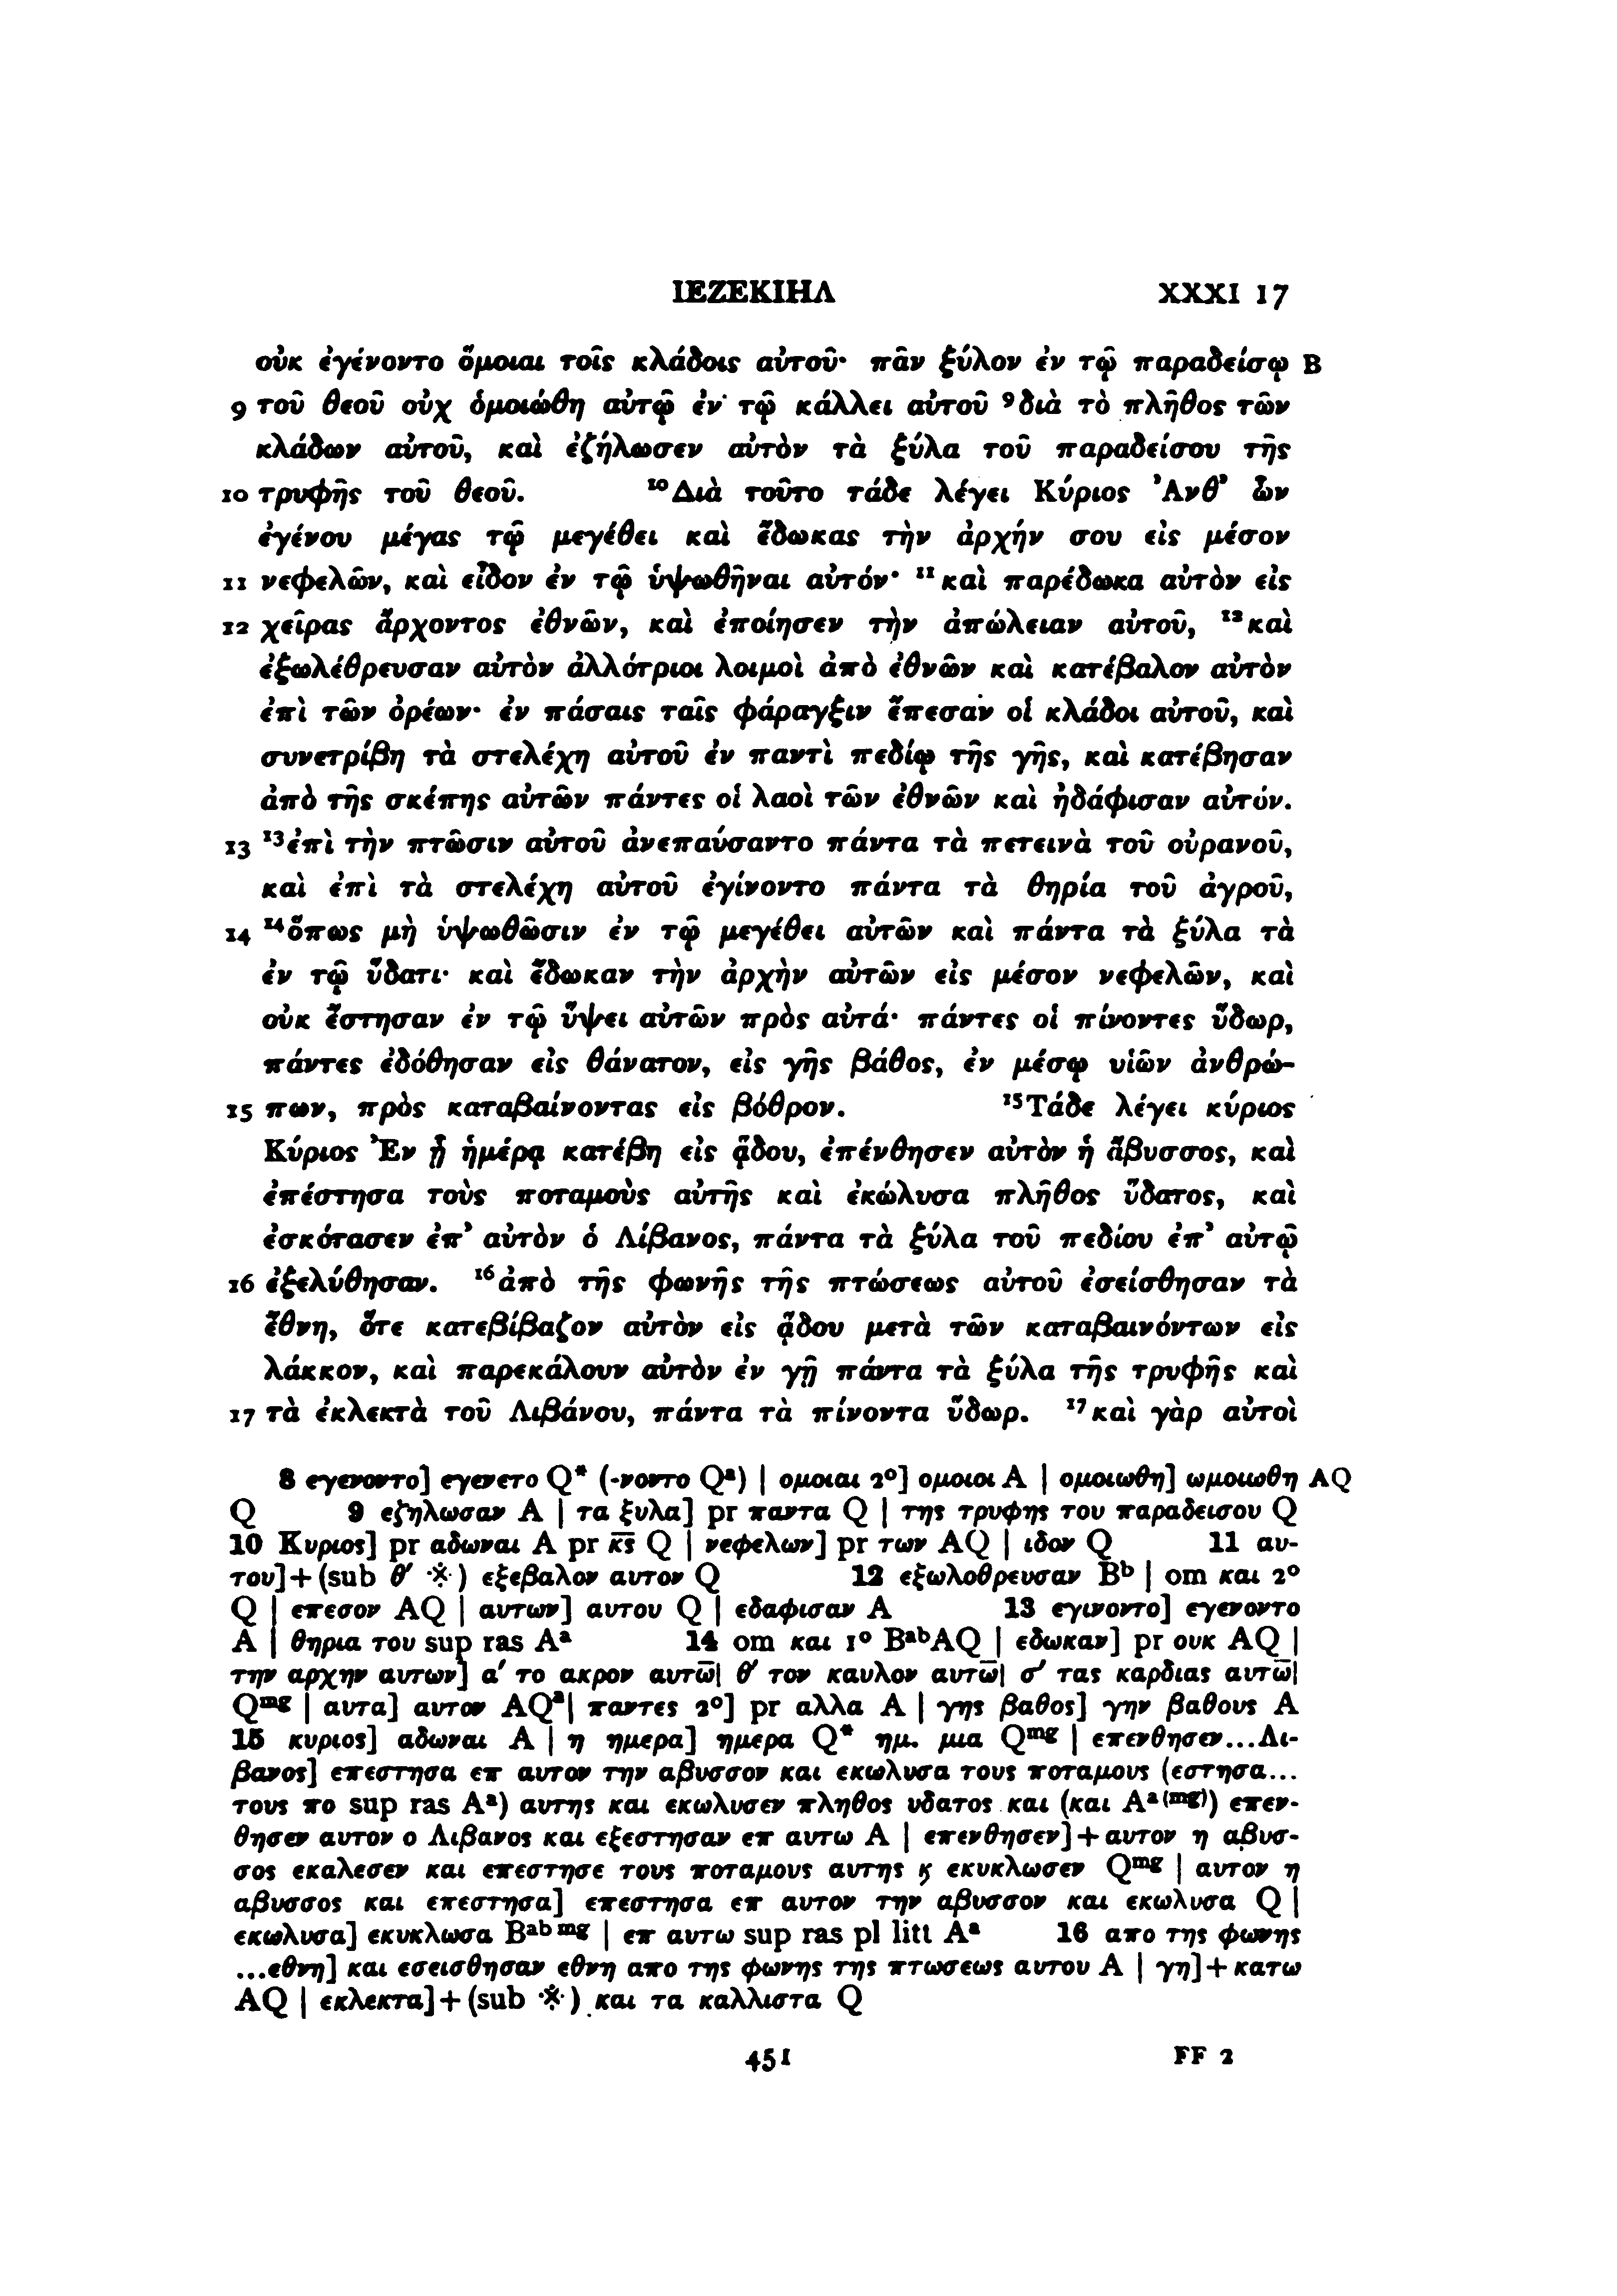 ΙΕΖΕΚΙΗΛ XXXI 17
οὐκ ἐγένοντο ὅμοιαι τοῖς κλάδοις αὐτοῦ· πᾶν ξύλον ἐν τῷ παραδείσῳ B
9 τοῦ θεοῦ οὐχ ὁμοιώθη αὐτῷ ἐν τῷ κάλλει αὐτοῦ ⁹διὰ τὸ πλῆθος τῶν
κλάδων αὐτοῦ, καὶ ἐζήλωσεν αὐτὸν τὰ ξύλα τοῦ παραδείσου τῆς
10 τρυφῆς τοῦ θεοῦ. ¹⁰Διὰ τοῦτο τάδε λέγει Κύριος Ἀνθ᾽ ὧν
ἐγένου μέγας τῷ μεγέθει καὶ ἔδωκας τὴν ἀρχήν σου εἰς μέσον
11 νεφελῶν, καὶ εἶδον ἐν τῷ ὑψωθῆναι αὐτόν· ¹¹καὶ παρέδωκα αὐτὸν εἰς
12 χεῖρας ἄρχοντος ἐθνῶν, καὶ ἐποίησεν τὴν ἀπώλειαν αὐτοῦ, ¹²καὶ
ἐξωλέθρευσαν αὐτὸν ἀλλότριοι λοιμοὶ ἀπὸ ἐθνῶν καὶ κατέβαλον αὐτὸν
ἐπὶ τῶν ὀρέων· ἐν πάσαις ταῖς φάραγξιν ἔπεσαν οἱ κλάδοι αὐτοῦ, καὶ
συνετρίβη τὰ στελέχη αὐτοῦ ἐν παντὶ πεδίῳ τῆς γῆς, καὶ κατέβησαν
ἀπὸ τῆς σκέπης αὐτῶν πάντες οἱ λαοὶ τῶν ἐθνῶν καὶ ἠδάφισαν αὐτόν.
13 ¹³ἐπὶ τὴν πτῶσιν αὐτοῦ ἀνεπαύσαντο πάντα τὰ πετεινὰ τοῦ οὐρανοῦ,
καὶ ἐπὶ τὰ στελέχη αὐτοῦ ἐγίνοντο πάντα τὰ θηρία τοῦ ἀγροῦ,
14 ¹⁴ὅπως μὴ ὑψωθῶσιν ἐν τῷ μεγέθει αὐτῶν καὶ πάντα τὰ ξύλα τὰ
ἐν τῷ ὕδατι· καὶ ἔδωκαν τὴν ἀρχὴν αὐτῶν εἰς μέσον νεφελῶν, καὶ
οὐκ ἔστησαν ἐν τῷ ὕψει αὐτῶν πρὸς αὐτά· πάντες οἱ πίνοντες ὕδωρ,
πάντες ἐδόθησαν εἰς θάνατον, εἰς γῆς βάθος, ἐν μέσῳ υἱῶν ἀνθρώ-
15 πων, πρὸς καταβαίνοντας εἰς βόθρον. ¹⁵Τάδε λέγει κύριος
Κύριος Ἐν ᾗ ἡμέρᾳ κατέβη εἰς ᾅδου, ἐπένθησεν αὐτὸν ἡ ἄβυσσος, καὶ
ἐπέστησα τοὺς ποταμοὺς αὐτῆς καὶ ἐκώλυσα πλῆθος ὕδατος, καὶ
ἐσκότασεν ἐπ᾽ αὐτὸν ὁ Λίβανος, πάντα τὰ ξύλα τοῦ πεδίου ἐπ᾽ αὐτῷ
16 ἐξελύθησαν. ¹⁶ἀπὸ τῆς φωνῆς τῆς πτώσεως αὐτοῦ ἐσείσθησαν τὰ
ἔθνη, ὅτε κατεβίβαζον αὐτὸν εἰς ᾅδου μετὰ τῶν καταβαινόντων εἰς
λάκκον, καὶ παρεκάλουν αὐτὸν ἐν γῇ πάντα τὰ ξύλα τῆς τρυφῆς καὶ
17 τὰ ἐκλεκτὰ τοῦ Λιβάνου, πάντα τὰ πίνοντα ὕδωρ. ¹⁷καὶ γὰρ αὐτοὶ
8 εγενοντο] εγενετο Q* (-νοντο Qᵃ) | ομοιαι 2°] ομοιοι A | ομοιωθη] ωμοιωθη AQ
Q 9 εζηλωσαν A | τα ξυλα] pr παντα Q | της τρυφης του παραδεισου Q
10 Κυριος] pr αδωναι A pr κ̅ς̅ Q | νεφελων] pr των AQ | ιδον Q 11 αυ-
του]+(sub θ′ ※) εξεβαλον αυτον Q 12 εξωλοθρευσαν Bᵇ | om και 2°
Q | επεσον AQ | αυτων] αυτου Q | εδαφισαν A 13 εγινοντο] εγενοντο
A | θηρια του sup ras Aᵃ 14 om και 1° BᵃᵇAQ | εδωκαν] pr ουκ AQ |
την αρχην αυτων] α′ το ακρον αυτω̅| θ′ τον καυλον αυτω̅| σ′ τας καρδιας αυτω̅|
Qᵐᵍ | αυτα] αυτον AQᵃ| παντες 2°] pr αλλα A | γης βαθος] γην βαθους A
15 κυριος] αδωναι A | η ημερα] ημερα Q* ημ. μια Qᵐᵍ | επενθησεν...Λι-
βανος] επεστησα επ αυτον την αβυσσον και εκωλυσα τους ποταμους (εστησα...
τους πο sup ras Aᵃ) αυτης και εκωλυσεν πληθος υδατος και (και Aᵃ⁽ᵐᵍ⁾) επεν-
θησεν αυτον ο Λιβανος και εξεστησαν επ αυτω A | επενθησεν]+αυτον η αβυσ-
σος εκαλεσεν και επεστησε τους ποταμους αυτης ϗ εκυκλωσεν Qᵐᵍ | αυτον η
αβυσσος και επεστησα] επεστησα επ αυτον την αβυσσον και εκωλυσα Q |
εκωλυσα] εκυκλωσα Bᵃᵇ ᵐᵍ | επ αυτω sup ras pl litt Aᵃ 16 απο της φωνης
...εθνη] και εσεισθησαν εθνη απο της φωνης της πτωσεως αυτου A | γη]+κατω
AQ | εκλεκτα]+(sub ※) και τα καλλιστα Q
451 FF 2